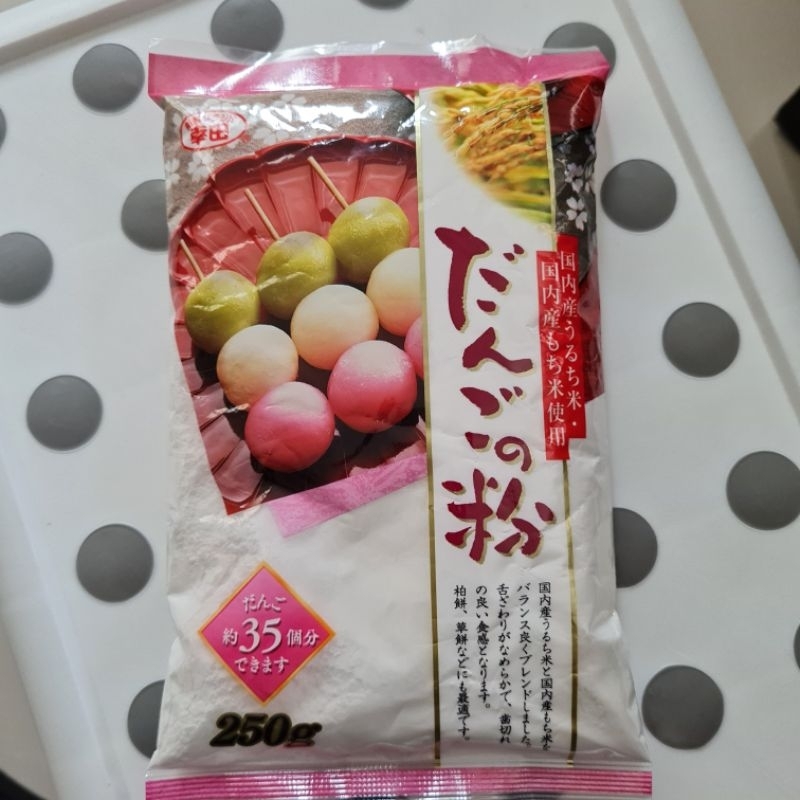 幸田
国内産うるち米・
国内産もち米使用
だんごの粉
国内産うるち米と国内産もち米を
バランス良くブレンドしました。
舌ざわりがなめらかで、歯切れ
の良い食感となります。
柏餅、草餅などにも最適です。
だんご
約35個分
できます
250g